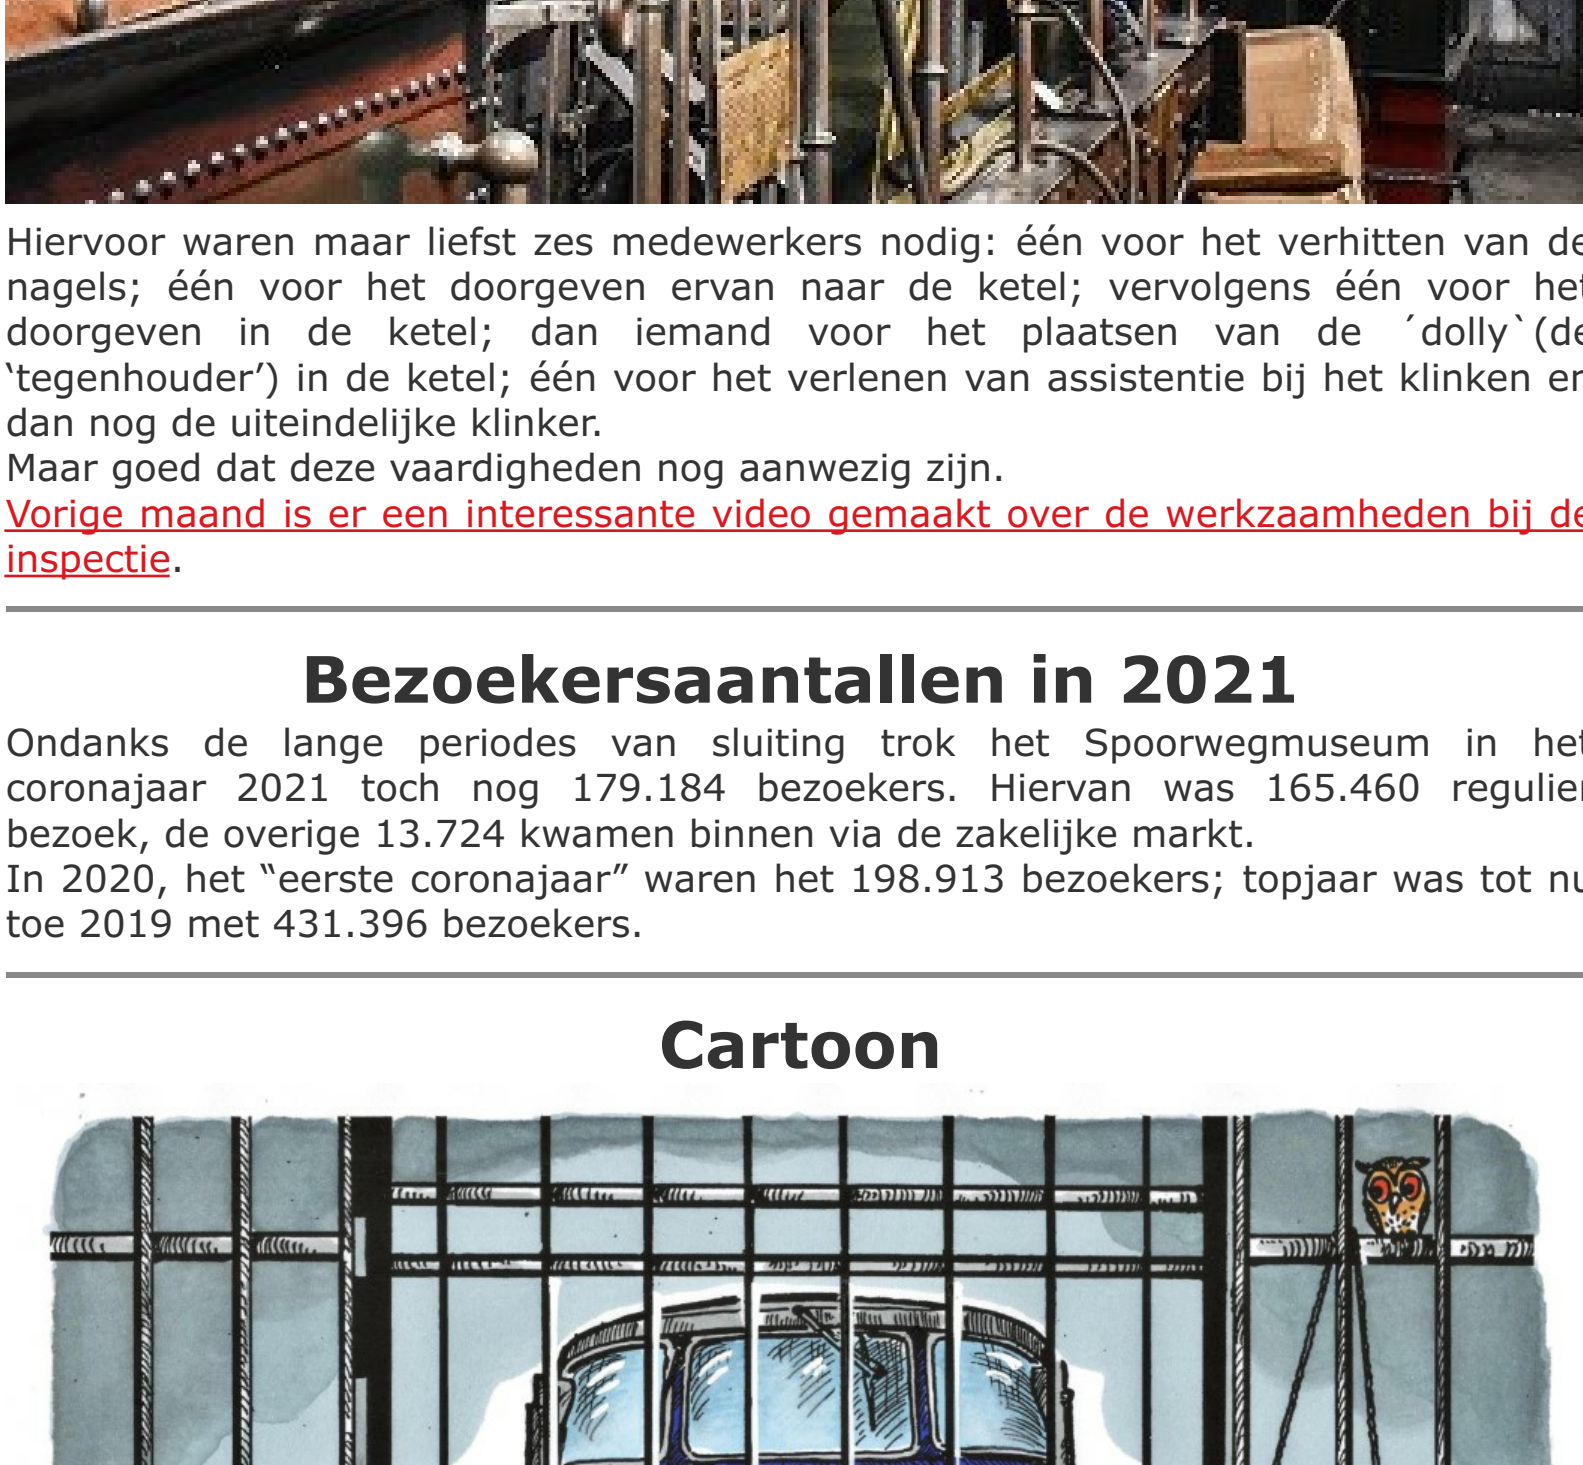 Hiervoor waren maar liefst zes medewerkers nodig: één voor het verhitten van de
nagels; één voor het doorgeven ervan naar de ketel; vervolgens één voor het
doorgeven in de ketel; dan iemand voor het plaatsen van de ´dolly`(de
‘tegenhouder’) in de ketel; één voor het verlenen van assistentie bij het klinken en
dan nog de uiteindelijke klinker.
Maar goed dat deze vaardigheden nog aanwezig zijn.
Vorige maand is er een interessante video gemaakt over de werkzaamheden bij de
inspectie.
Bezoekersaantallen in 2021
Ondanks de lange periodes van sluiting trok het Spoorwegmuseum in het
coronajaar 2021 toch nog 179.184 bezoekers. Hiervan was 165.460 regulier
bezoek, de overige 13.724 kwamen binnen via de zakelijke markt.
In 2020, het “eerste coronajaar” waren het 198.913 bezoekers; topjaar was tot nu
toe 2019 met 431.396 bezoekers.
Cartoon